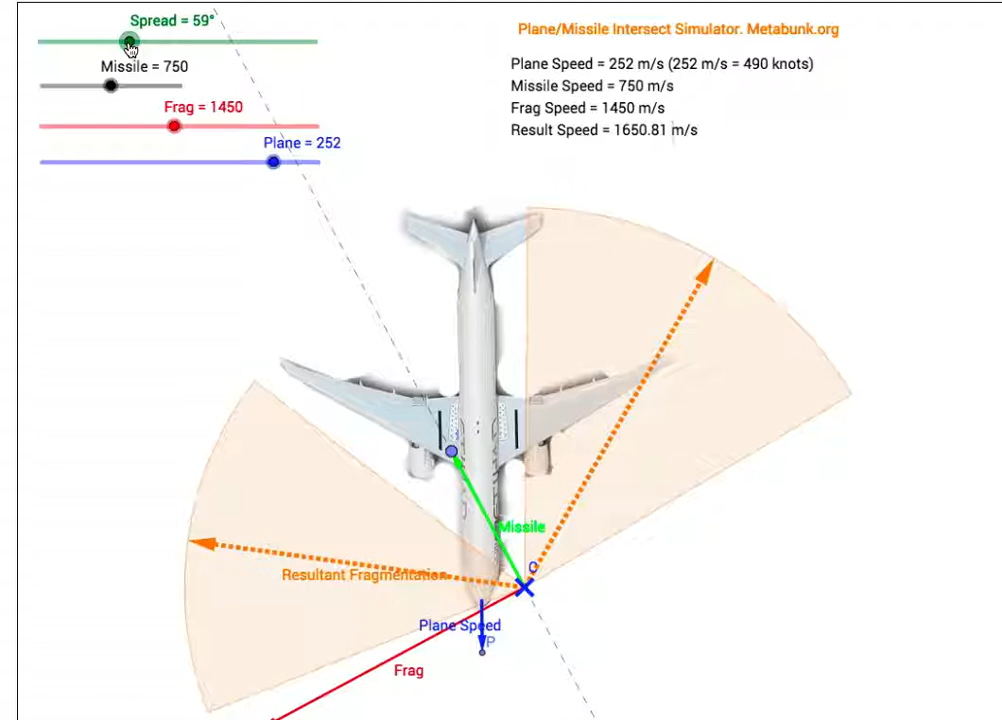 Spread = 59°
Missile = 750
Frag = 1450
Plane = 252
Plane/Missile Intersect Simulator. Metabunk.org
Plane Speed = 252 m/s (252 m/s = 490 knots)
Missile Speed = 750 m/s
Frag Speed = 1450 m/s
Result Speed = 1650.81 m/s
Missile
Resultant Fragmentation
Plane Speed
P
Frag